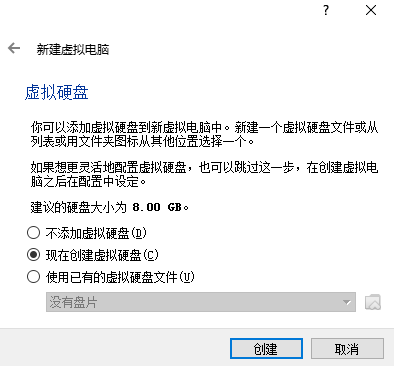 ?
新建虚拟电脑
虚拟硬盘
你可以添加虚拟硬盘到新虚拟电脑中。新建一个虚拟硬盘文件或从
列表或用文件夹图标从其他位置选择一个。
如果想更灵活地配置虚拟硬盘，也可以跳过这一步，在创建虚拟电
脑之后在配置中设定。
建议的硬盘大小为 8.00 GB。
不添加虚拟硬盘(D)
现在创建虚拟硬盘(C)
使用已有的虚拟硬盘文件(U)
没有盘片
创建
取消